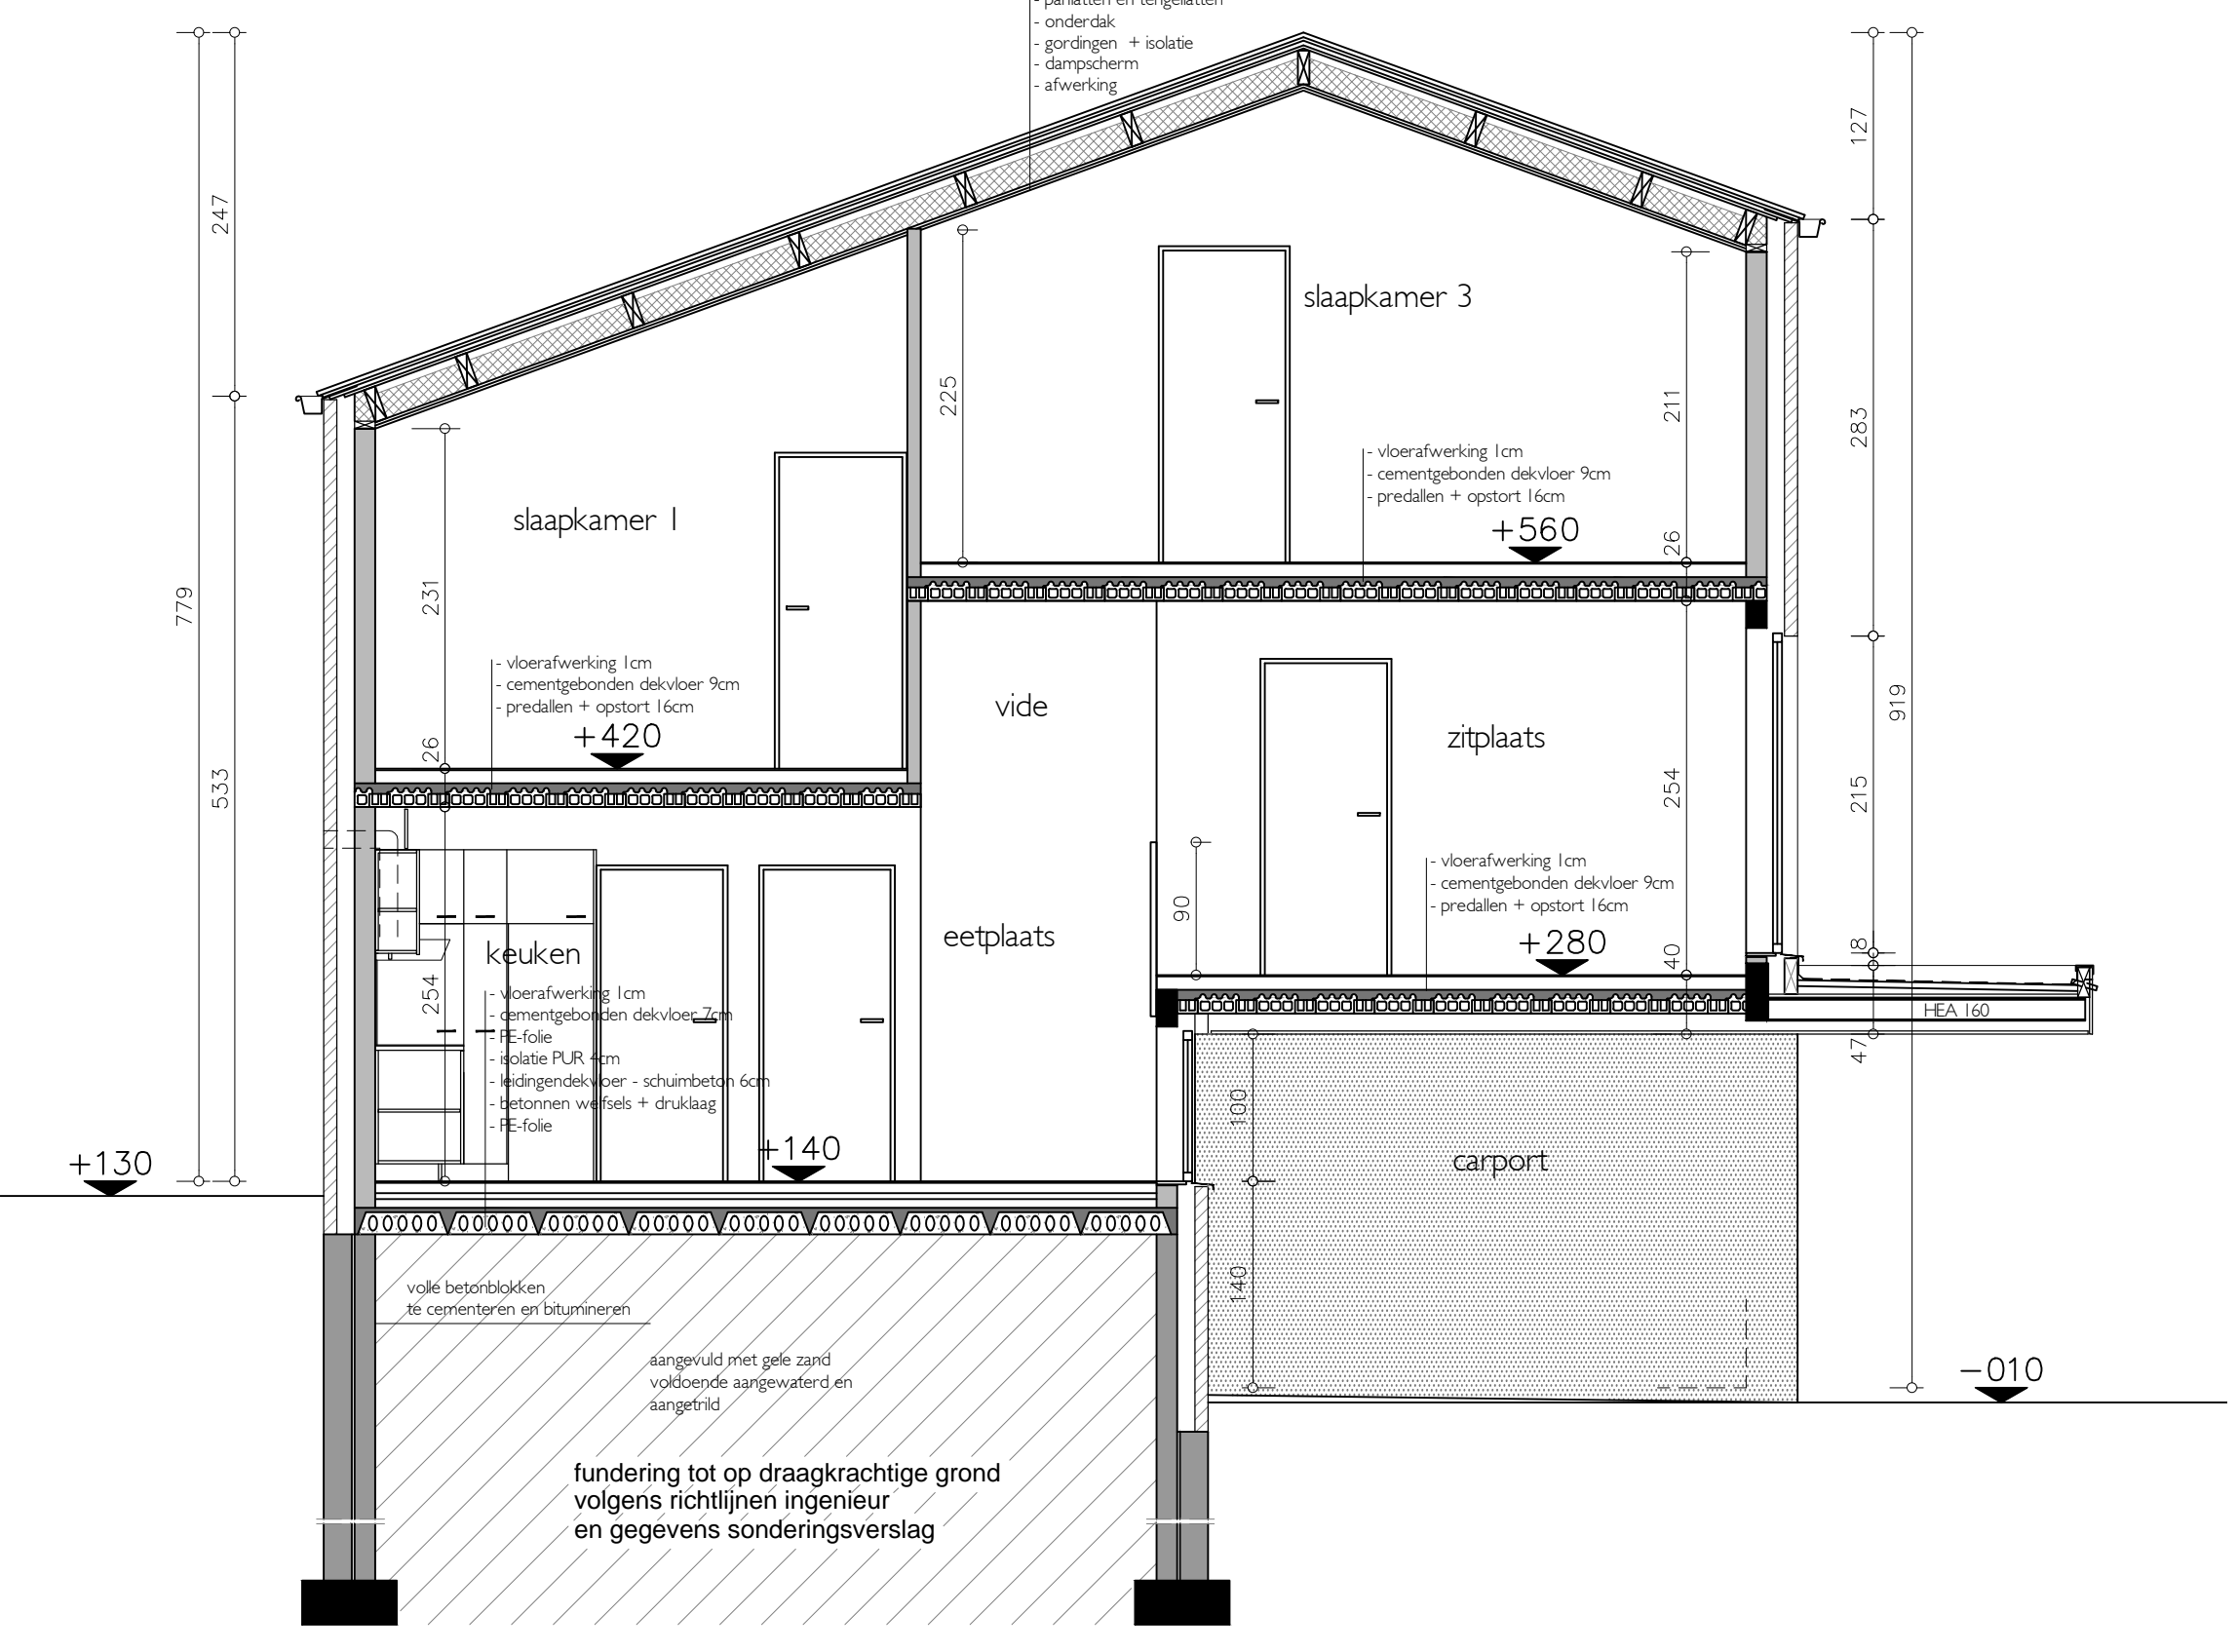 - panlatten en tengellatten
- onderdak
- gordingen + isolatie
- dampscherm
- afwerking
247
779
533
127
283
919
215
8
47
slaapkamer 3
225
211
26
- vloerafwerking 1cm
- cementgebonden dekvloer 9cm
- predallen + opstort 16cm
+560
slaapkamer 1
231
26
- vloerafwerking 1cm
- cementgebonden dekvloer 9cm
- predallen + opstort 16cm
+420
vide
zitplaats
254
90
40
- vloerafwerking 1cm
- cementgebonden dekvloer 9cm
- predallen + opstort 16cm
+280
HEA 160
eetplaats
keuken
254
- vloerafwerking 1cm
- cementgebonden dekvloer 7cm
- PE-folie
- isolatie PUR 4cm
- leidingendekvloer - schuimbeton 6cm
- betonnen welfsels + druklaag
- PE-folie
+140
+130
100
carport
140
-010
volle betonblokken
te cementeren en bitumineren
aangevuld met gele zand
voldoende aangewaterd en
aangetrild
fundering tot op draagkrachtige grond
volgens richtlijnen ingenieur
en gegevens sonderingsverslag